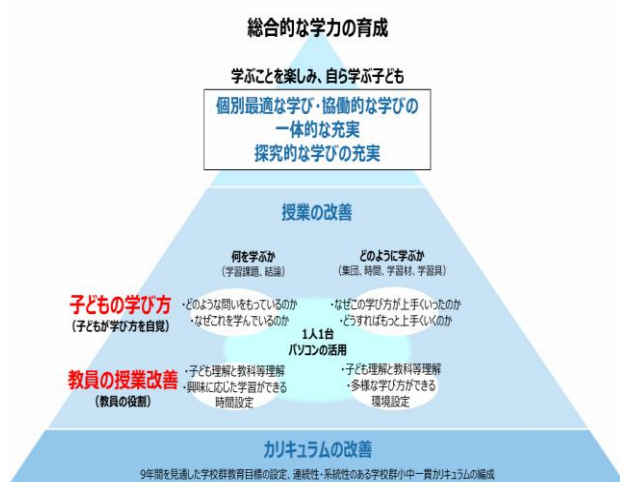 総合的な学力の育成
学ぶことを楽しみ、自ら学ぶ子ども
個別最適な学び・協働的な学びの
一体的な充実
探究的な学びの充実
授業の改善
何を学ぶか
(学習課題、結論)
どのように学ぶか
(集団、時間、学習材、学習具)
子どもの学び方
(子どもが学び方を自覚)
・どのような問いをもっているのか
・なぜこれを学んでいるのか
・なぜこの学び方が上手くいったのか
・どうすればもっと上手くいくのか
1人1台
パソコンの活用
教員の授業改善
(教員の役割)
・子ども理解と教科等理解
・興味に応じた学習ができる
時間設定
・子ども理解と教科等理解
・多様な学び方ができる
環境設定
カリキュラムの改善
9年間を見通した学校群教育目標の設定、連続性・系統性のある学校群小中一貫カリキュラムの編成